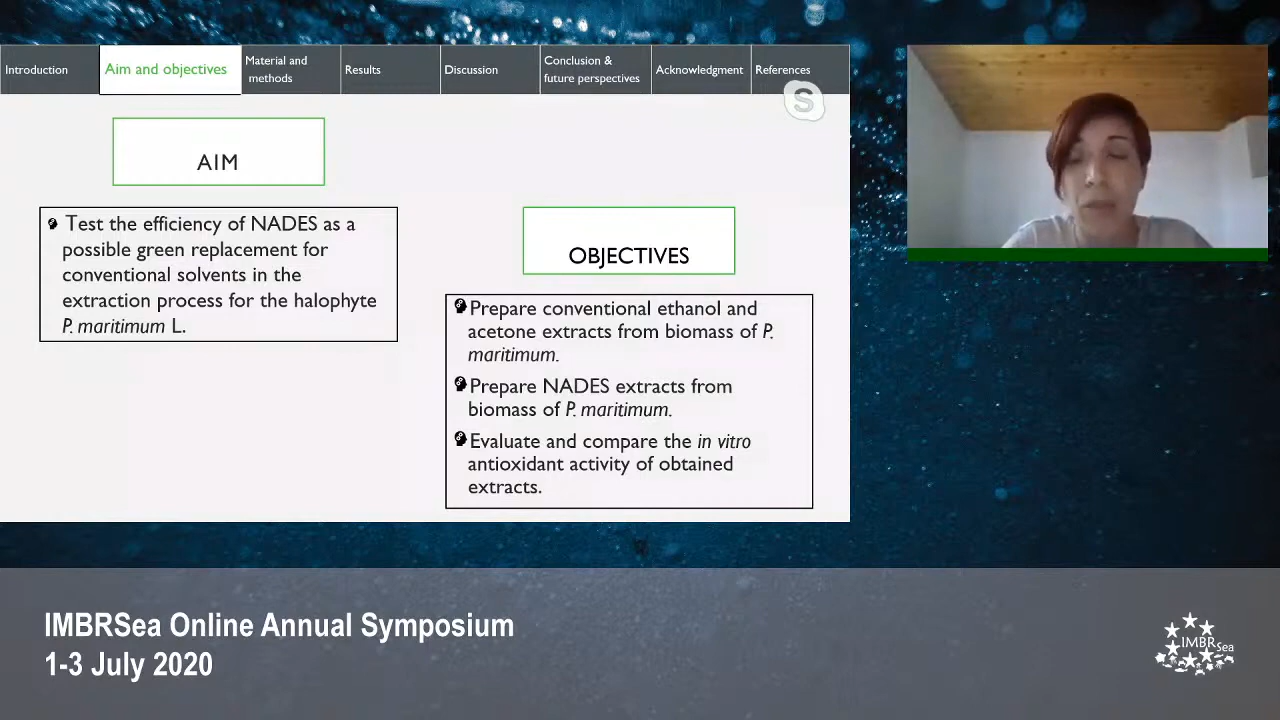 Introduction
Aim and objectives
Material and
methods
Results
Discussion
Conclusion &
future perspectives
Acknowledgment
References
S
AIM
Test the efficiency of NADES as a
possible green replacement for
conventional solvents in the
extraction process for the halophyte
P. maritimum L.
OBJECTIVES
Prepare conventional ethanol and
acetone extracts from biomass of P.
maritimum.
Prepare NADES extracts from
biomass of P. maritimum.
Evaluate and compare the in vitro
antioxidant activity of obtained
extracts.
IMBRSea Online Annual Symposium
1-3 July 2020
IMBRSea